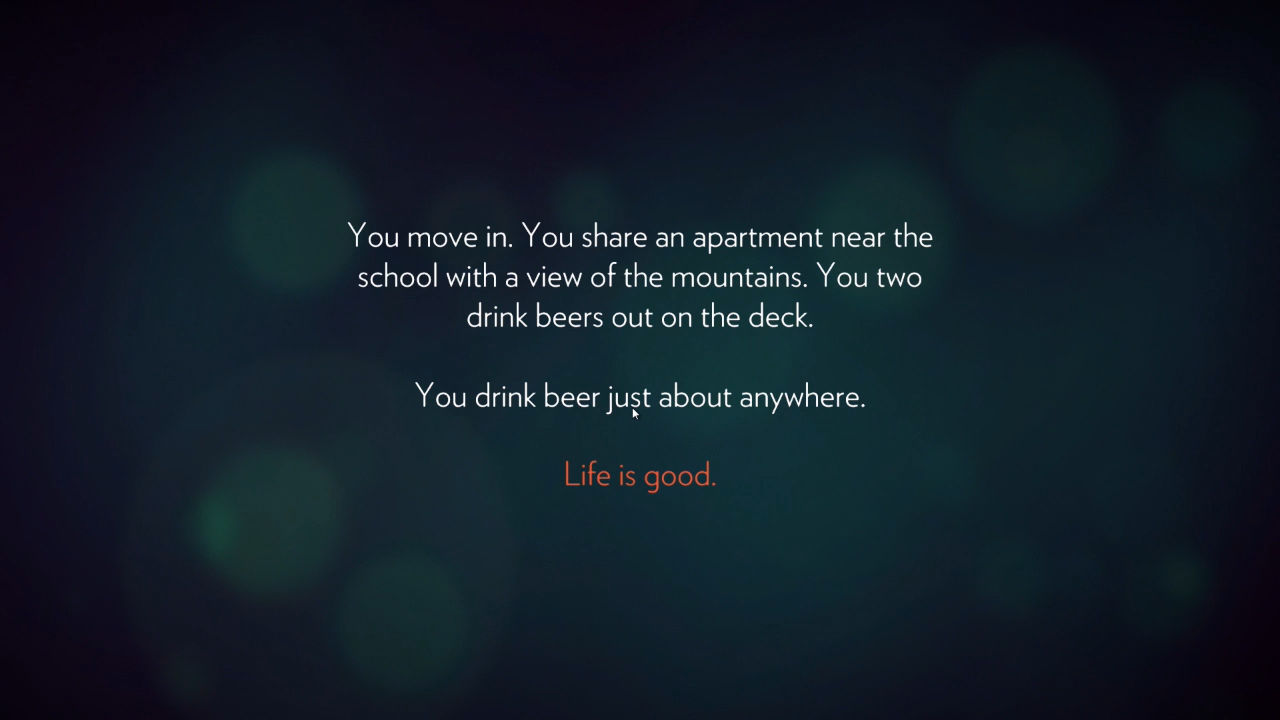 You move in. You share an apartment near the
school with a view of the mountains. You two
drink beers out on the deck.
You drink beer just about anywhere.
Life is good.